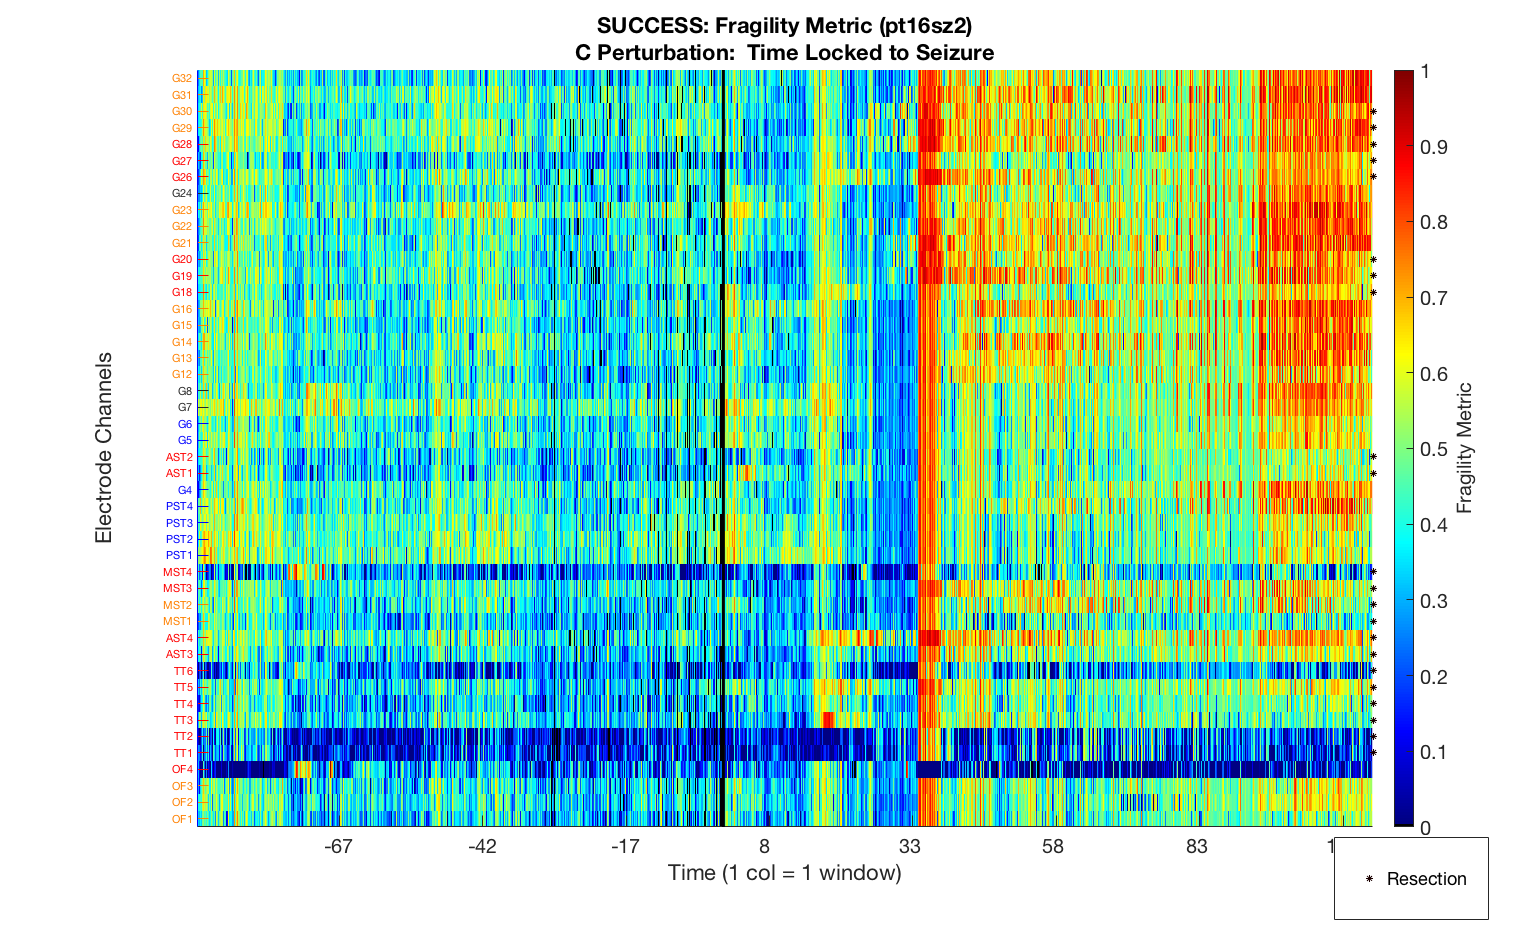 SUCCESS: Fragility Metric (pt16sz2)
C Perturbation:  Time Locked to Seizure
Electrode Channels
G32
G31
G30
G29
G28
G27
G26
G24
G23
G22
G21
G20
G19
G18
G16
G15
G14
G13
G12
G8
G7
G6
G5
AST2
AST1
G4
PST4
PST3
PST2
PST1
MST4
MST3
MST2
MST1
AST4
AST3
TT6
TT5
TT4
TT3
TT2
TT1
OF4
OF3
OF2
OF1
-67 -42 -17 8 33 58 83 1
Time (1 col = 1 window)
1
0.9
0.8
0.7
0.6
0.5
0.4
0.3
0.2
0.1
0
Fragility Metric
* Resection